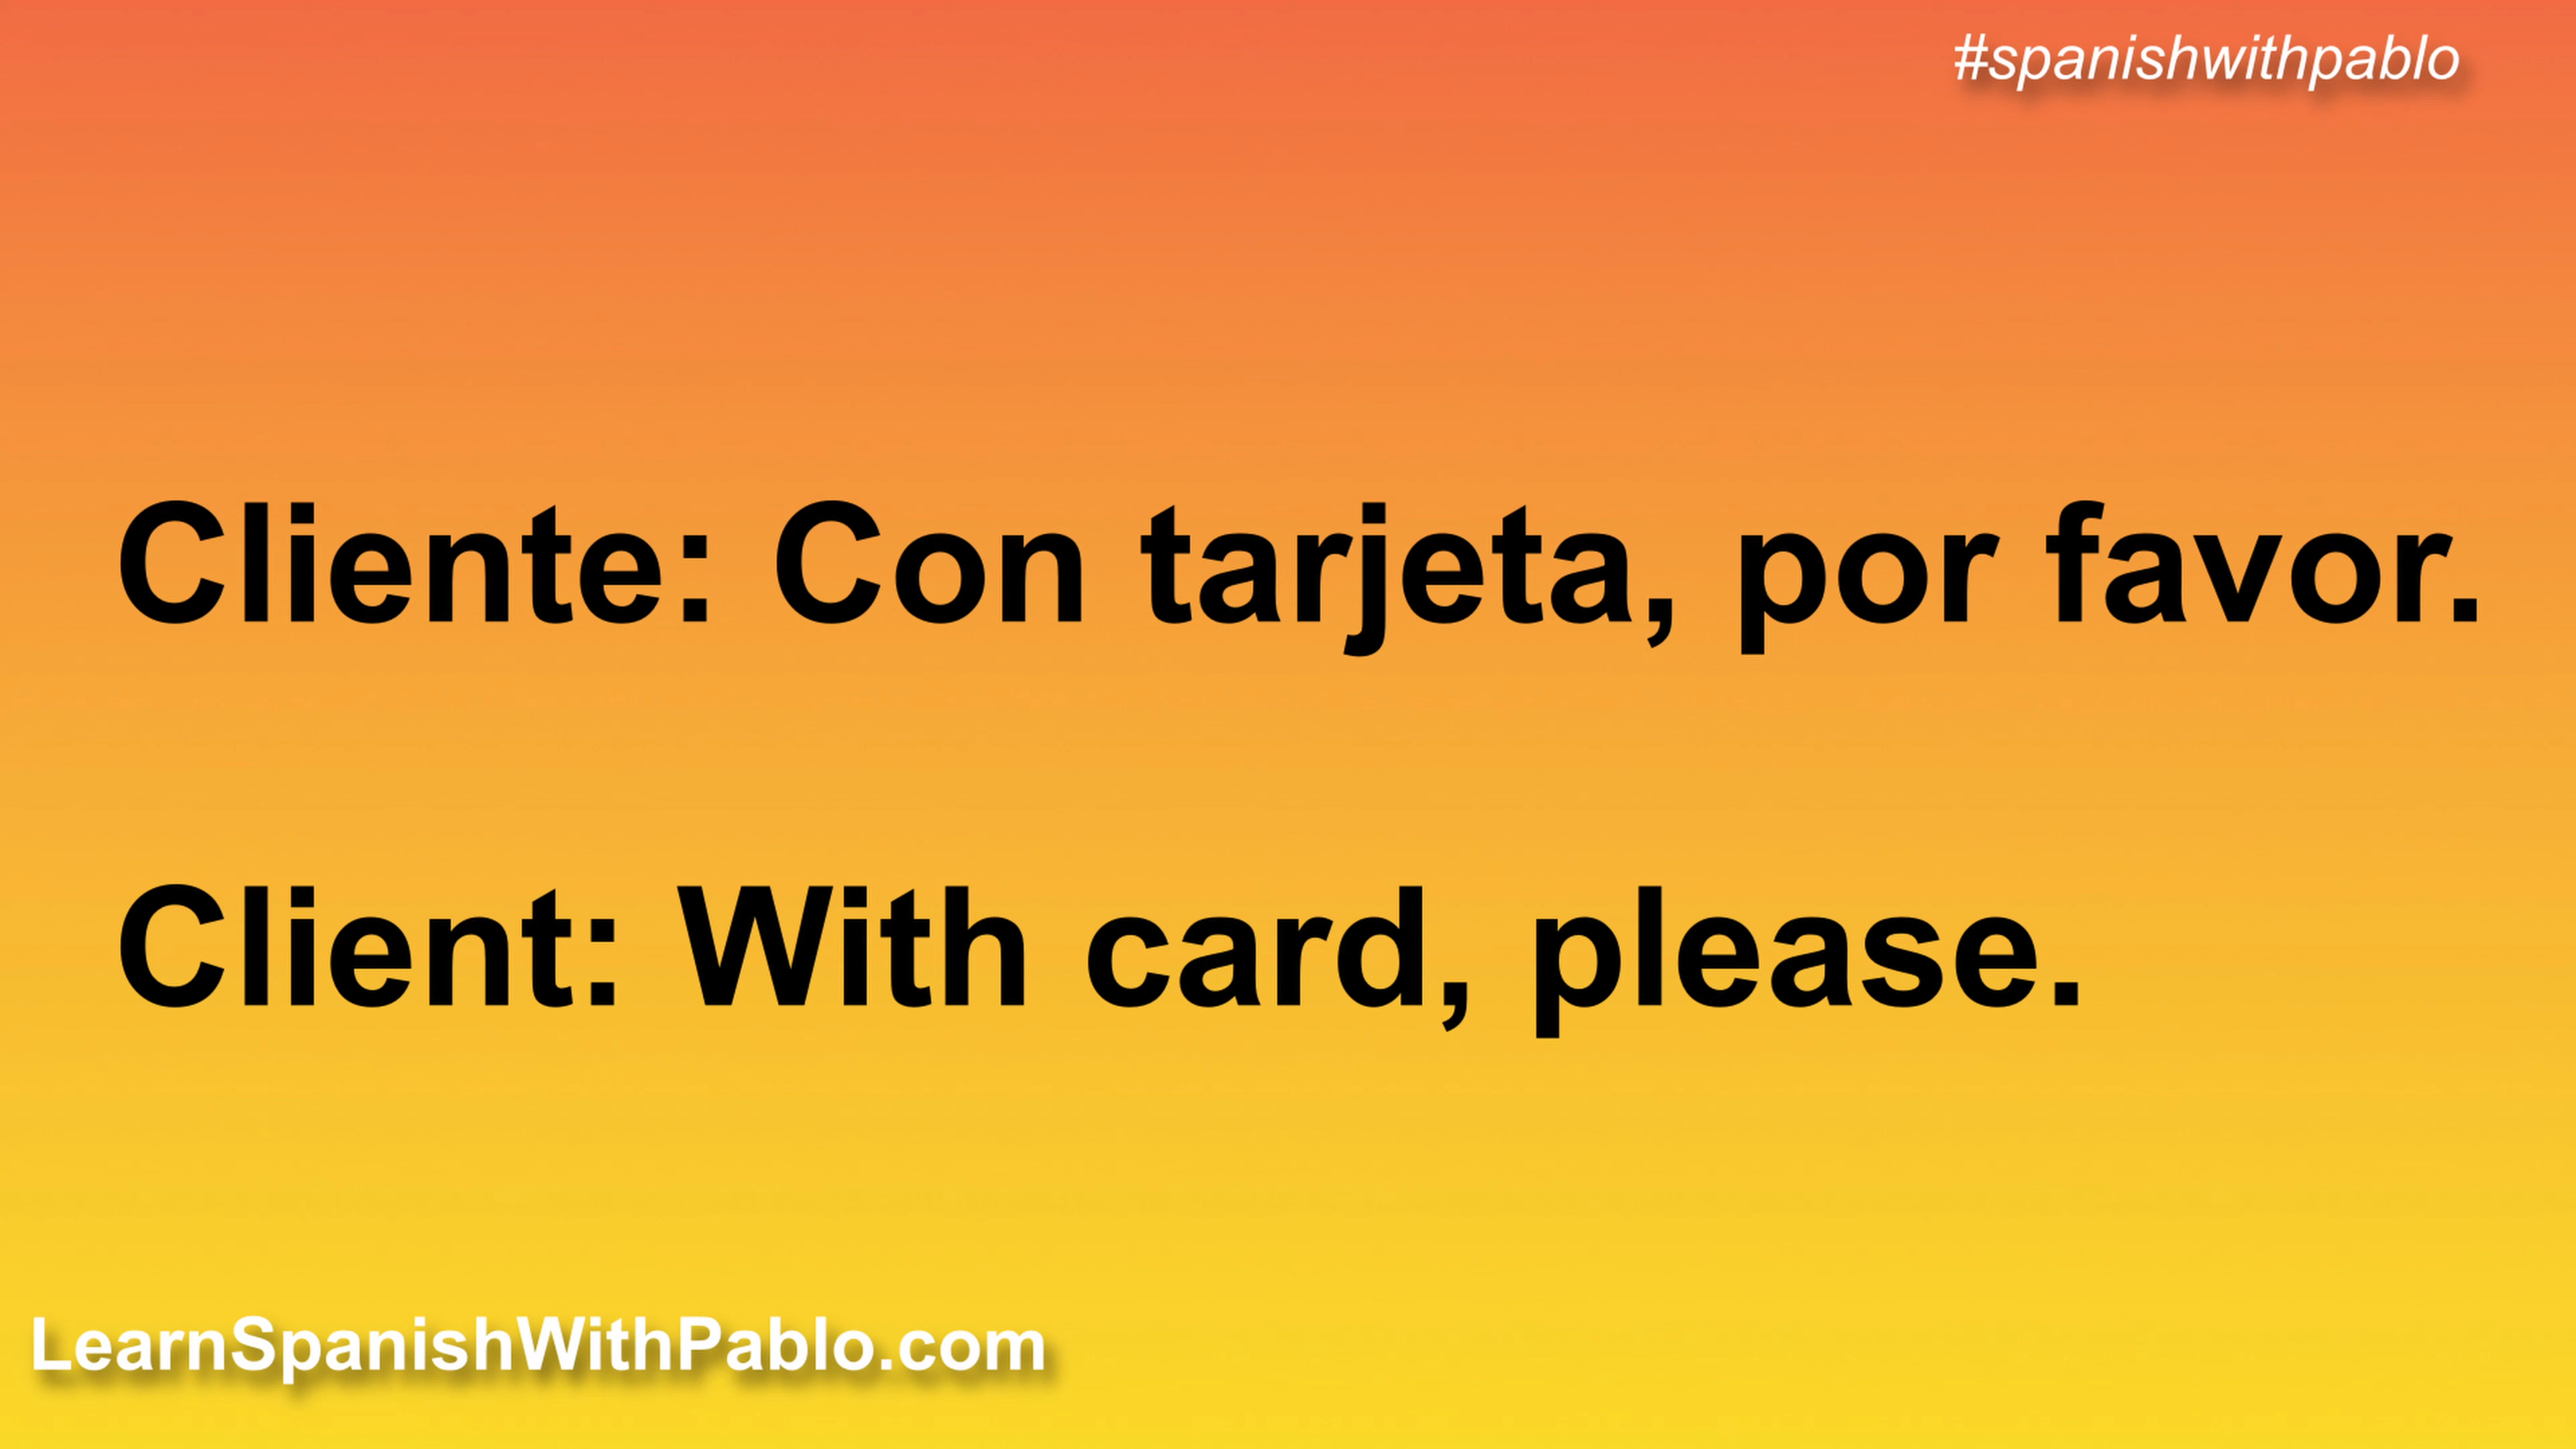 #spanishwithpablo
Cliente: Con tarjeta, por favor.
Client: With card, please.
LearnSpanishWithPablo.com